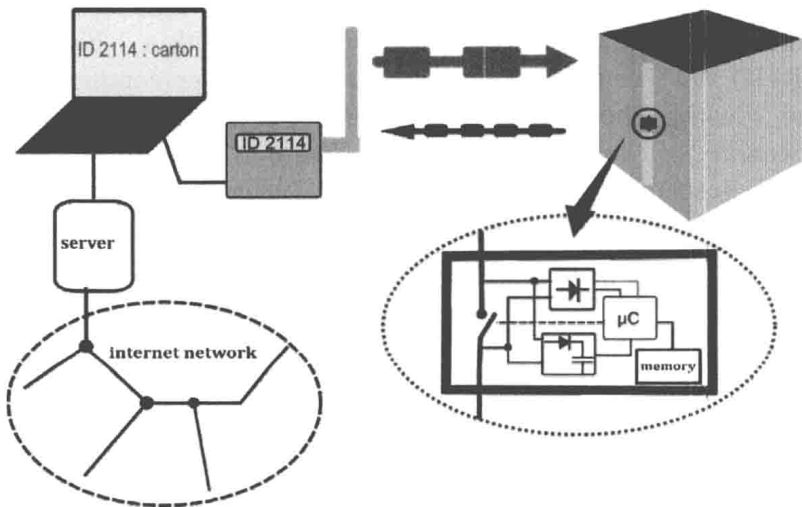 ID 2114 : carton
ID 2114
server
internet network
µC
memory